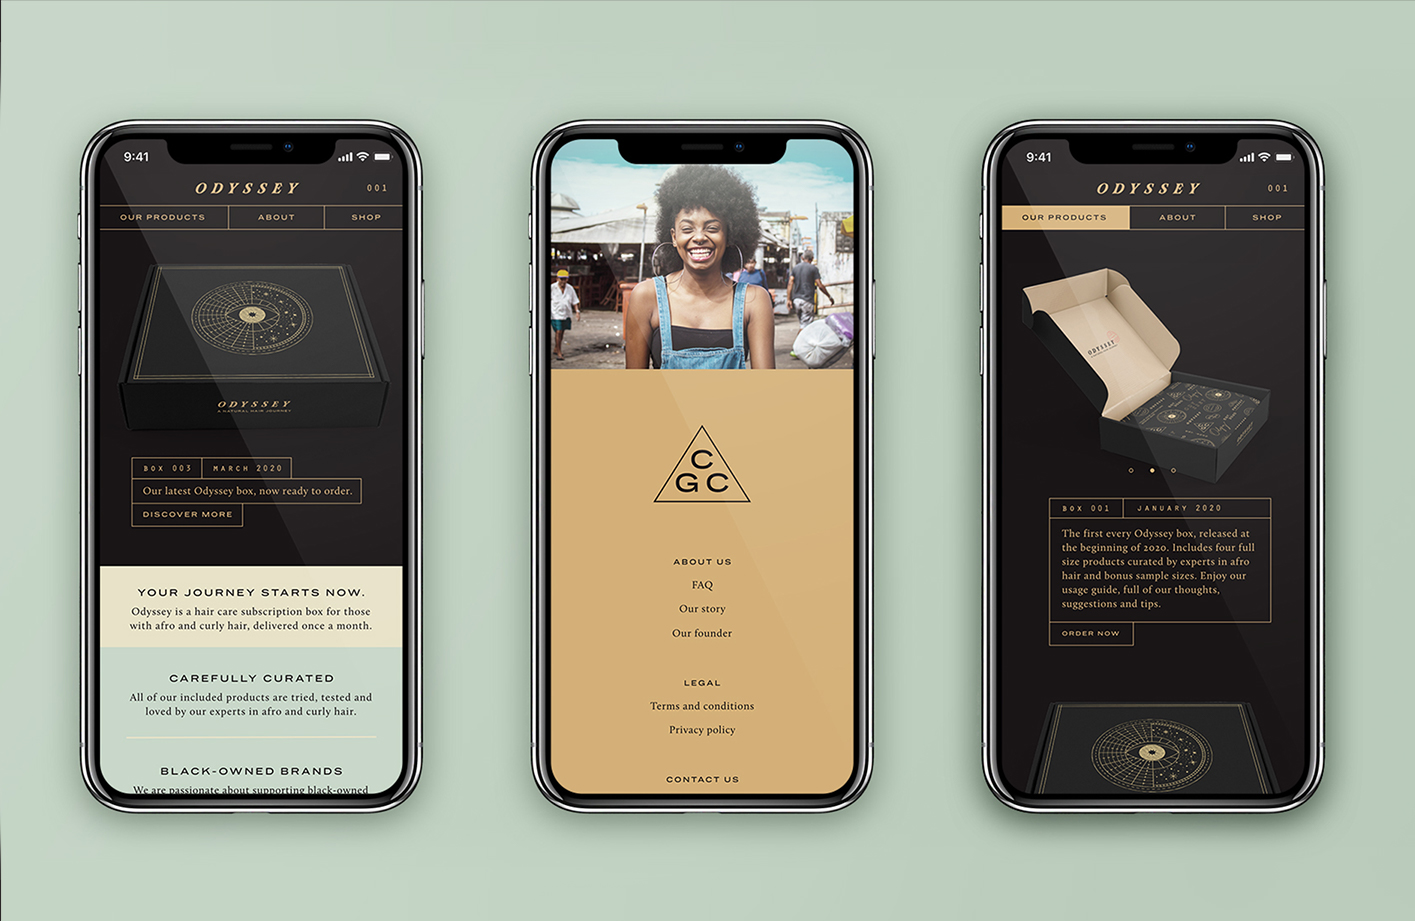 9:41
ODYSSEY
001
OUR PRODUCTS
ABOUT
SHOP
ODYSSEY
A NATURAL HAIR JOURNEY
BOX 003
MARCH 2020
Our latest Odyssey box, now ready to order.
DISCOVER MORE
YOUR JOURNEY STARTS NOW.
Odyssey is a hair care subscription box for those
with afro and curly hair, delivered once a month.
CAREFULLY CURATED
All of our included products are tried, tested and
loved by our experts in afro and curly hair.
BLACK-OWNED BRANDS
We are passionate about supporting black-owned
C
GC
ABOUT US
FAQ
Our story
Our founder
LEGAL
Terms and conditions
Privacy policy
CONTACT US
9:41
ODYSSEY
001
OUR PRODUCTS
ABOUT
SHOP
ODYSSEY
BOX 001
JANUARY 2020
The first every Odyssey box, released at
the beginning of 2020. Includes four full
size products curated by experts in afro
hair and bonus sample sizes. Enjoy our
usage guide, full of our thoughts,
suggestions and tips.
ORDER NOW